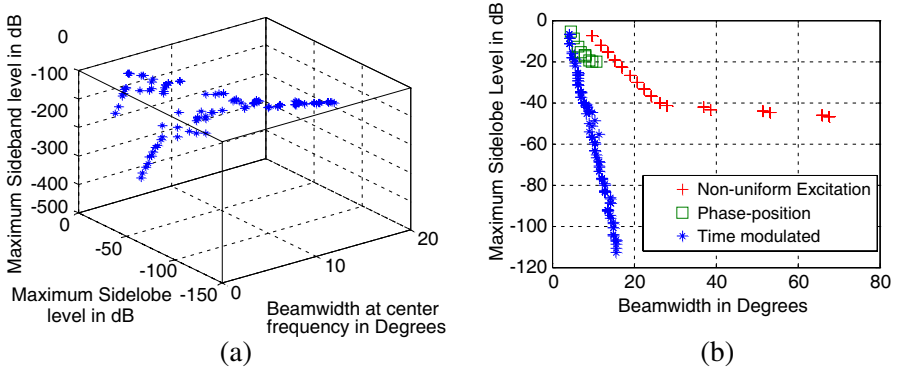 Maximum Sideband level in dB
0
-100
-200
-300
-400
-500
0
-50
-100
-150
0
10
20
Maximum Sidelobe
level in dB
Beamwidth at center
frequency in Degrees
(a)
Maximum Sidelobe Level in dB
0
-20
-40
-60
-80
-100
-120
0
20
40
60
80
Non-uniform Excitation
Phase-position
Time modulated
Beamwidth in Degrees
(b)